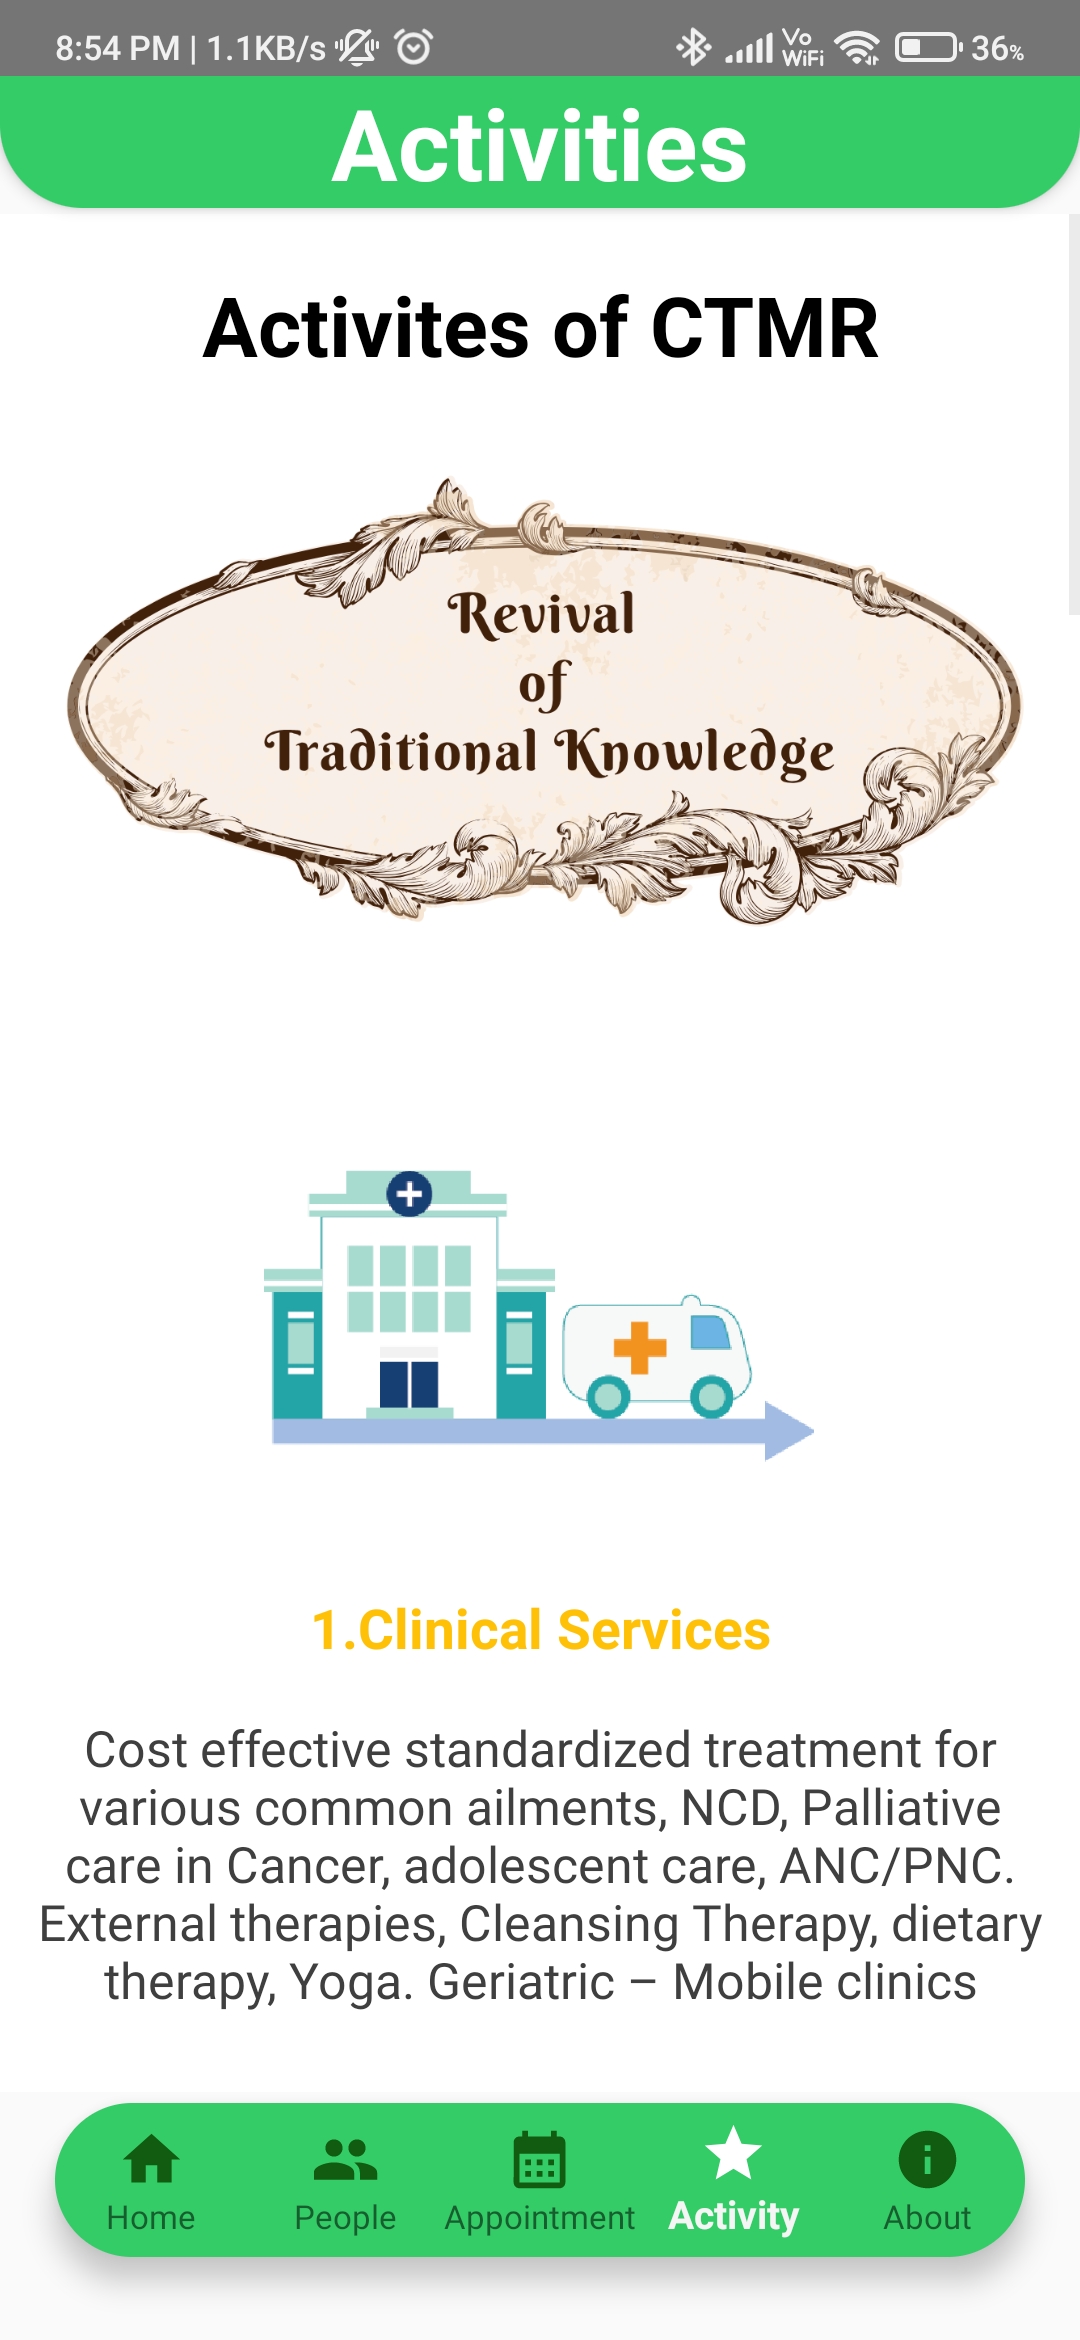 8:54 PM | 1.1KB/s Vo WiFi 36%
Activities
Activites of CTMR
Revival
of
Traditional Knowledge
1.Clinical Services
Cost effective standardized treatment for
various common ailments, NCD, Palliative
care in Cancer, adolescent care, ANC/PNC.
External therapies, Cleansing Therapy, dietary
therapy, Yoga. Geriatric – Mobile clinics
Home People Appointment Activity About